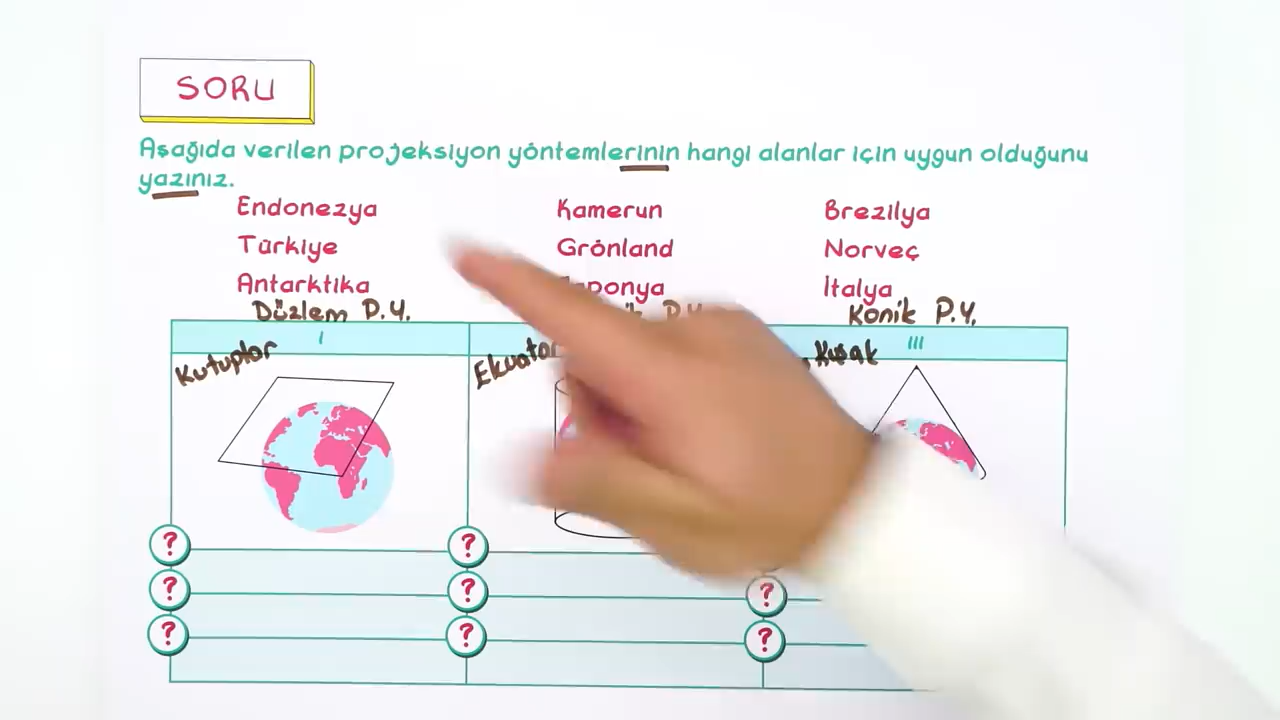 SORU
Aşağıda verilen projeksiyon yöntemlerinin hangi alanlar için uygun olduğunu
yazınız.
Endonezya Kamerun Brezilya
Türkiye Grönland Norveç
Antarktika İtalya
Düzlem P.Y. Konik P.Y.
I III
Kutuplar Kuşak
? ?
? ? ?
? ? ?